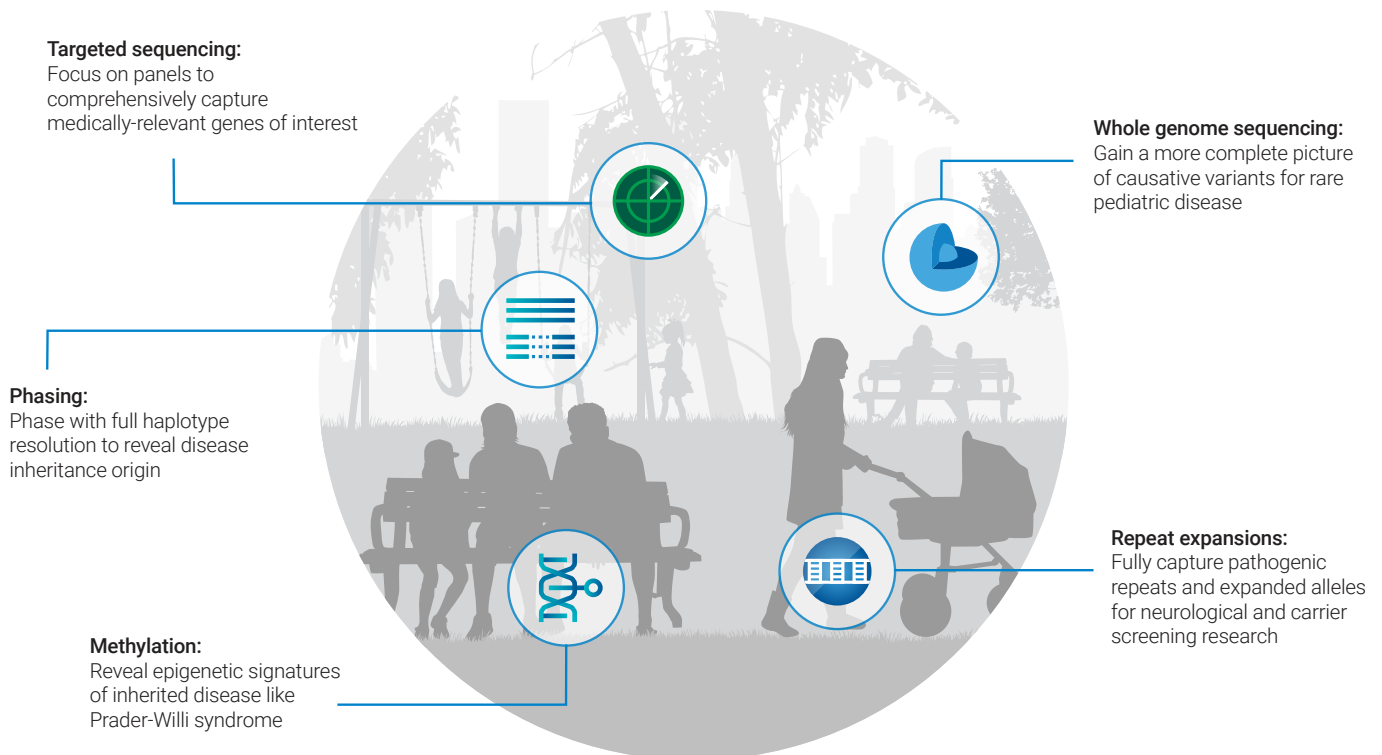 Targeted sequencing:
Focus on panels to
comprehensively capture
medically-relevant genes of interest
Whole genome sequencing:
Gain a more complete picture
of causative variants for rare
pediatric disease
Phasing:
Phase with full haplotype
resolution to reveal disease
inheritance origin
Repeat expansions:
Fully capture pathogenic
repeats and expanded alleles
for neurological and carrier
screening research
Methylation:
Reveal epigenetic signatures
of inherited disease like
Prader-Willi syndrome